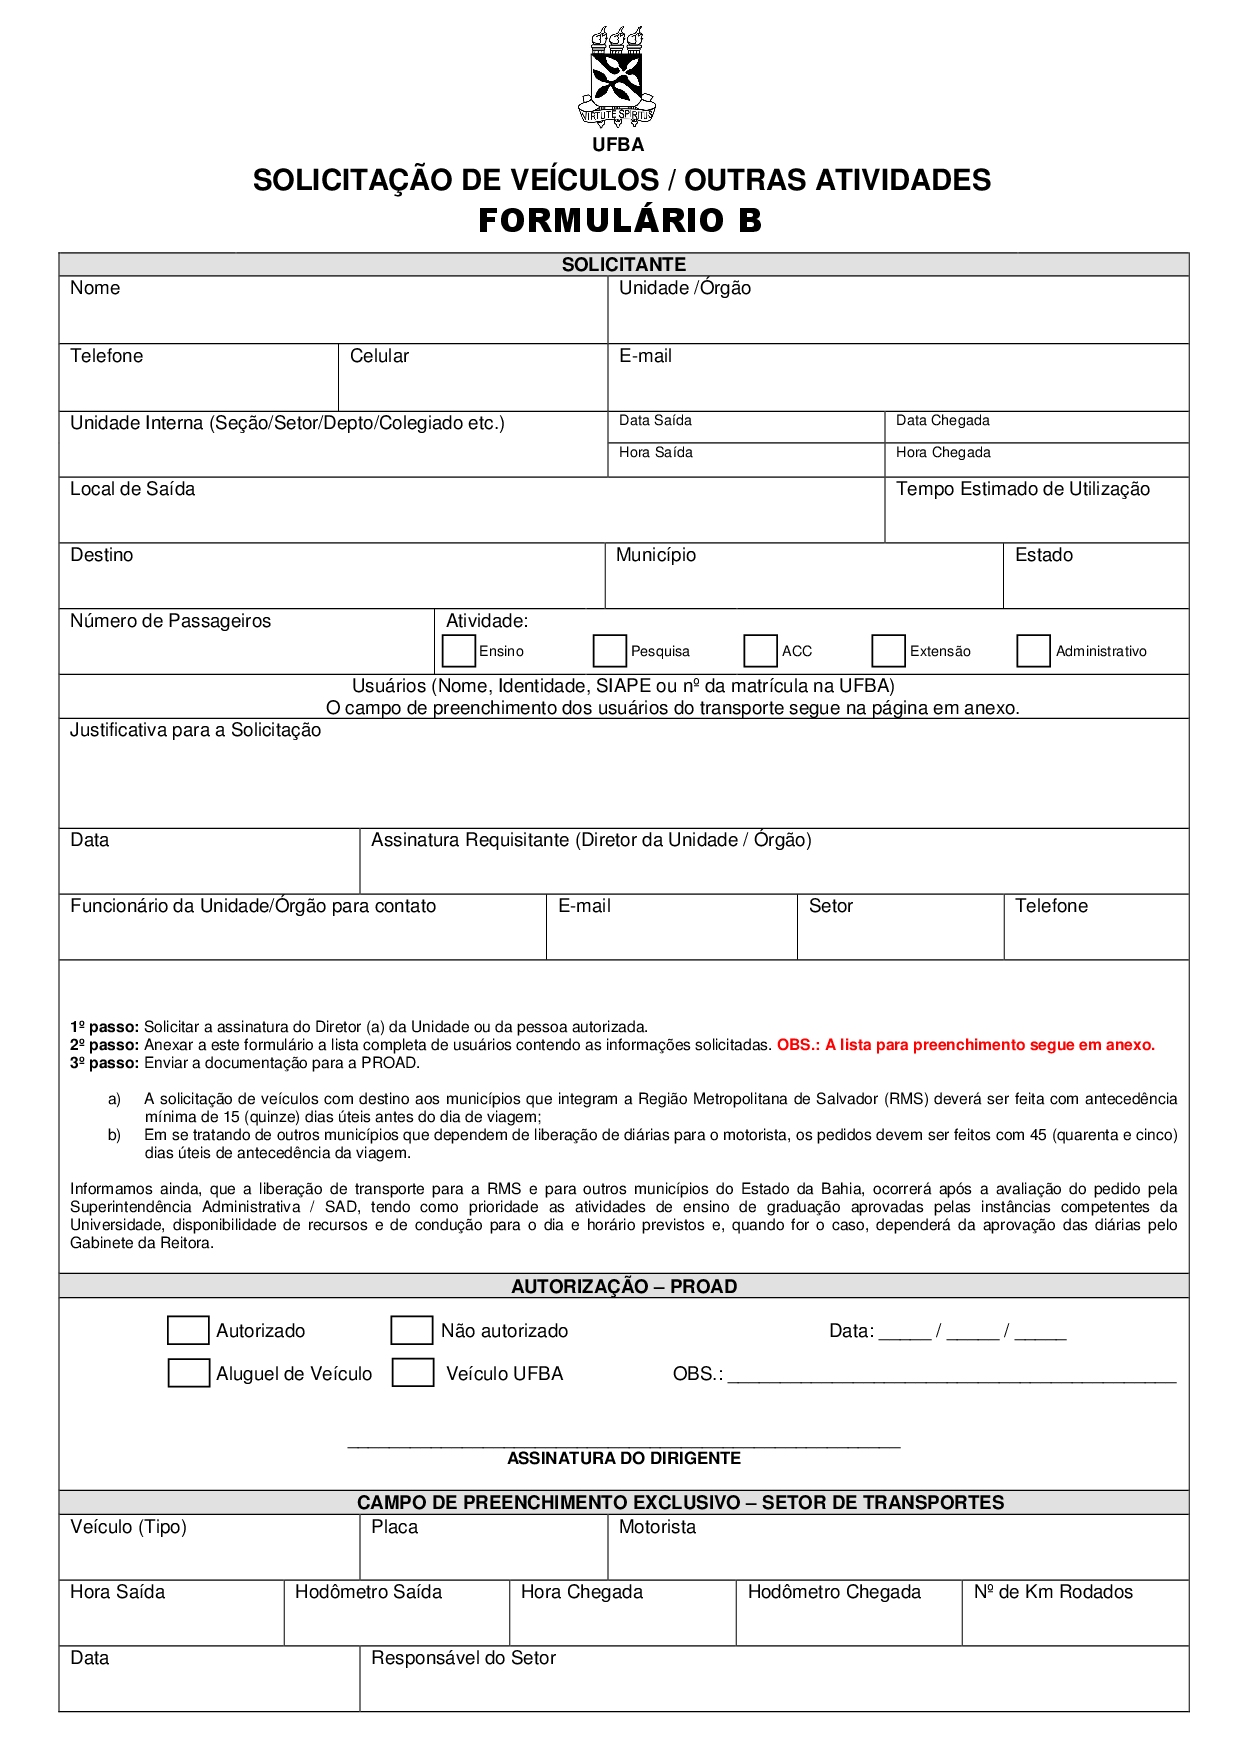 VIRTUTE SPIRITUS
UFBA
SOLICITAÇÃO DE VEÍCULOS / OUTRAS ATIVIDADES
FORMULÁRIO B
SOLICITANTE
Nome Unidade /Órgão
Telefone Celular E-mail
Unidade Interna (Seção/Setor/Depto/Colegiado etc.) Data Saída Data Chegada
Hora Saída Hora Chegada
Local de Saída Tempo Estimado de Utilização
Destino Município Estado
Número de Passageiros Atividade:
Ensino Pesquisa ACC Extensão Administrativo
Usuários (Nome, Identidade, SIAPE ou nº da matrícula na UFBA)
O campo de preenchimento dos usuários do transporte segue na página em anexo.
Justificativa para a Solicitação
Data Assinatura Requisitante (Diretor da Unidade / Órgão)
Funcionário da Unidade/Órgão para contato E-mail Setor Telefone
1º passo: Solicitar a assinatura do Diretor (a) da Unidade ou da pessoa autorizada.
2º passo: Anexar a este formulário a lista completa de usuários contendo as informações solicitadas. OBS.: A lista para preenchimento segue em anexo.
3º passo: Enviar a documentação para a PROAD.
a) A solicitação de veículos com destino aos municípios que integram a Região Metropolitana de Salvador (RMS) deverá ser feita com antecedência
mínima de 15 (quinze) dias úteis antes do dia de viagem;
b) Em se tratando de outros municípios que dependem de liberação de diárias para o motorista, os pedidos devem ser feitos com 45 (quarenta e cinco)
dias úteis de antecedência da viagem.
Informamos ainda, que a liberação de transporte para a RMS e para outros municípios do Estado da Bahia, ocorrerá após a avaliação do pedido pela
Superintendência Administrativa / SAD, tendo como prioridade as atividades de ensino de graduação aprovadas pelas instâncias competentes da
Universidade, disponibilidade de recursos e de condução para o dia e horário previstos e, quando for o caso, dependerá da aprovação das diárias pelo
Gabinete da Reitora.
AUTORIZAÇÃO – PROAD
Autorizado Não autorizado Data: _____ / _____ / _____
Aluguel de Veículo Veículo UFBA OBS.: ___________________________________________
_____________________________________________________
ASSINATURA DO DIRIGENTE
CAMPO DE PREENCHIMENTO EXCLUSIVO – SETOR DE TRANSPORTES
Veículo (Tipo) Placa Motorista
Hora Saída Hodômetro Saída Hora Chegada Hodômetro Chegada Nº de Km Rodados
Data Responsável do Setor